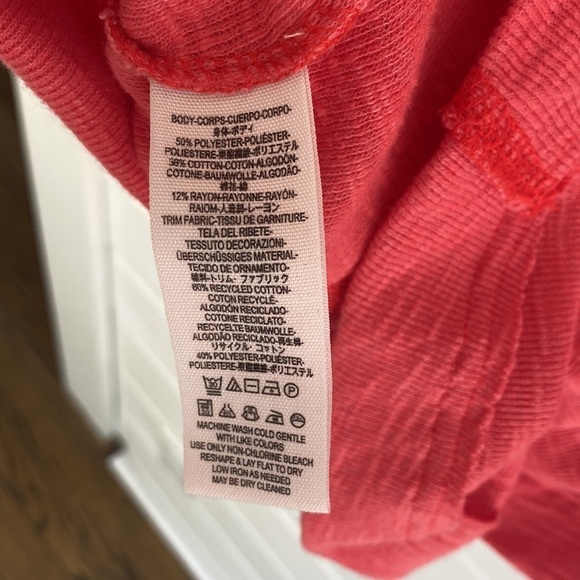 BODY-CORPS-CUERPO-CORPO-
身体-ボディ
50% POLYESTER-POLIÉSTER-
POLIESTERE-聚酯纖維-ポリエステル
38% COTTON-COTON-ALGODÓN-
COTONE-BAUMWOLLE-ALGODÃO-
棉花-綿
12% RAYON-RAYONNE-RAYÓN-
RAIOM-人造絲-レーヨン
TRIM FABRIC-TISSU DE GARNITURE-
TELA DEL RIBETE-
TESSUTO DECORAZIONI-
ÜBERSCHÜSSIGES MATERIAL-
TECIDO DE ORNAMENTO-
トリム・ファブリック
60% RECYCLED COTTON-
COTON RECYCLÉ-
ALGODÓN RECICLADO-
COTONE RECICLATO-
RECYCELTE BAUMWOLLE-
ALGODÃO RECICLADO-再生棉-
リサイクル・コットン
40% POLYESTER-POLIÉSTER-
POLIESTERE-聚酯纖維-ポリエステル
MACHINE WASH COLD GENTLE
WITH LIKE COLORS
USE ONLY NON-CHLORINE BLEACH
RESHAPE & LAY FLAT TO DRY
LOW IRON AS NEEDED
MAY BE DRY CLEANED